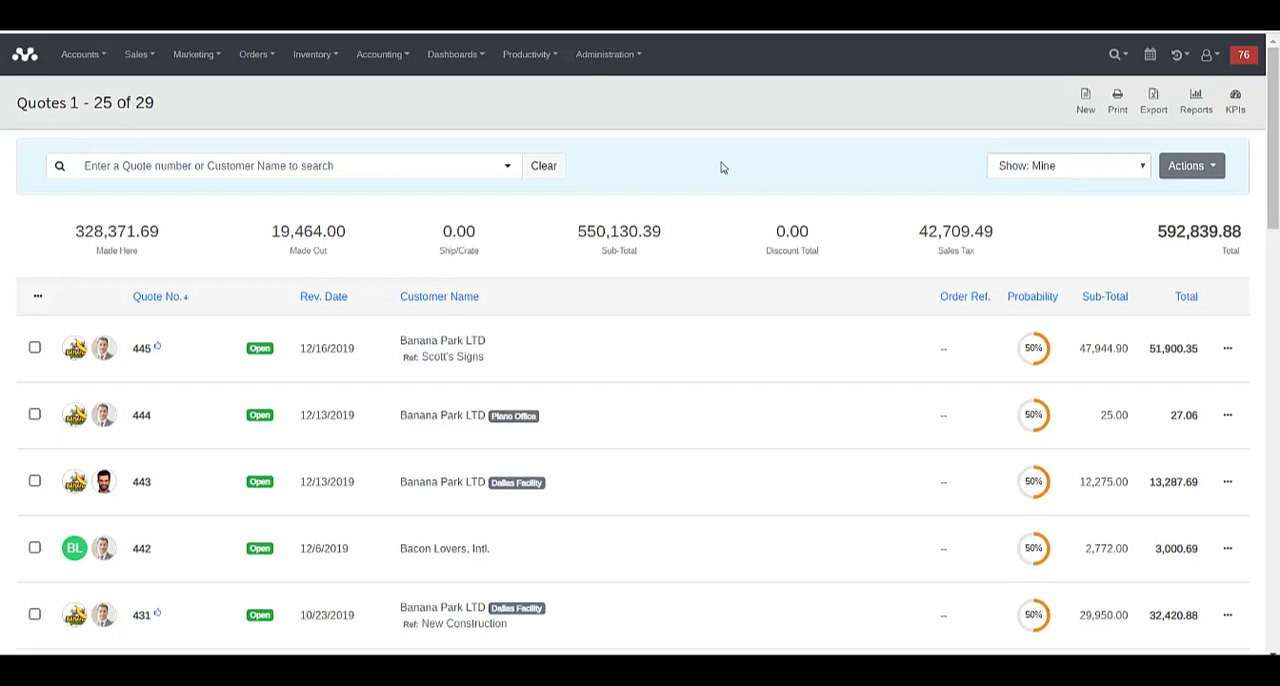 Accounts Sales Marketing Orders Inventory Accounting Dashboards Productivity Administration 76
Quotes 1 - 25 of 29
New Print Export Reports KPIs
Enter a Quote number or Customer Name to search Clear Show: Mine Actions
328,371.69 19,464.00 0.00 550,130.39 0.00 42,709.49 592,839.88
Made Here Made Out Ship/Crate Sub-Total Discount Total Sales Tax Total
... Quote No. Rev. Date Customer Name Order Ref. Probability Sub-Total Total
445 Open 12/16/2019 Banana Park LTD -- 50% 47,944.90 51,900.35 ...
Ref: Scott's Signs
444 Open 12/13/2019 Banana Park LTD Plano Office -- 50% 25.00 27.06 ...
443 Open 12/13/2019 Banana Park LTD Dallas Facility -- 50% 12,275.00 13,287.69 ...
BL 442 Open 12/6/2019 Bacon Lovers, Intl. -- 50% 2,772.00 3,000.69 ...
431 Open 10/23/2019 Banana Park LTD Dallas Facility -- 50% 29,950.00 32,420.88 ...
Ref: New Construction